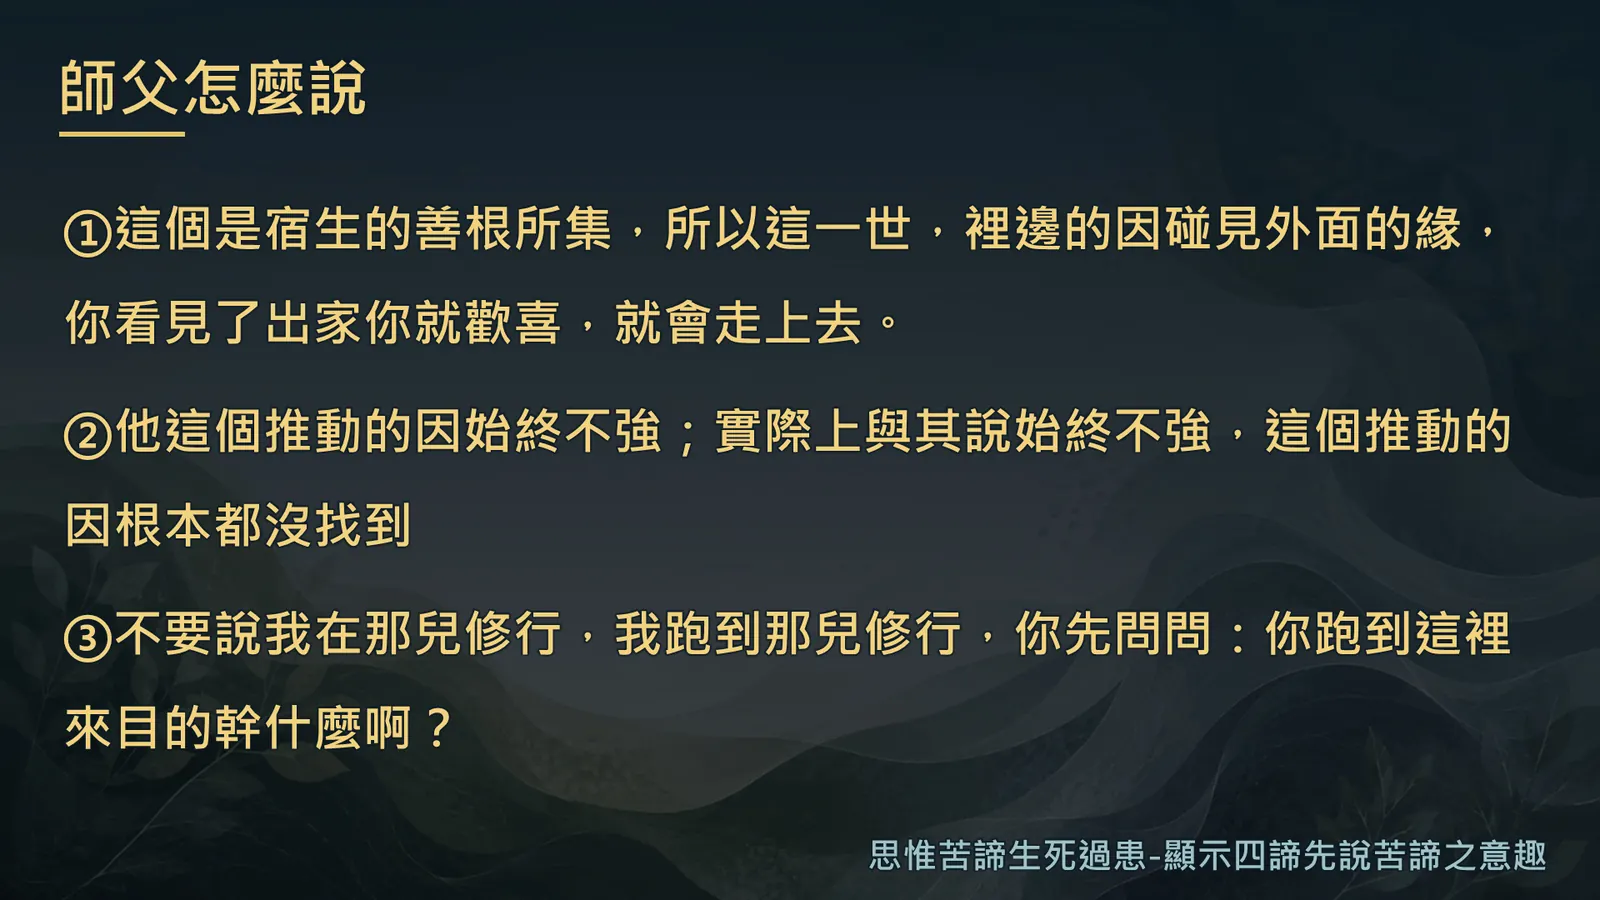 師父怎麼說
①這個是宿生的善根所集，所以這一世，裡邊的因碰見外面的緣，
你看見了出家你就歡喜，就會走上去。
②他這個推動的因始終不強；實際上與其說始終不強，這個推動的
因根本都沒找到
③不要說我在那兒修行，我跑到那兒修行，你先問問：你跑到這裡
來目的幹什麼啊？
思惟苦諦生死過患-顯示四諦先說苦諦之意趣